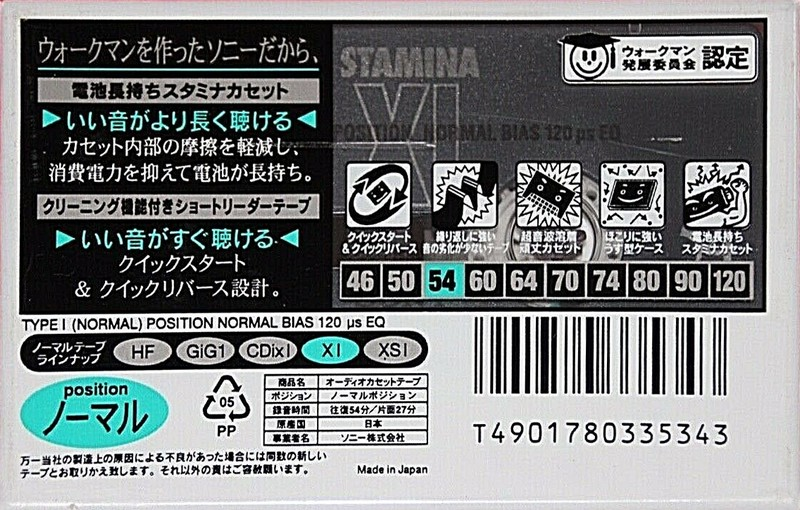 ウォークマンを作ったソニーだから、
電池長持ちスタミナカセット
いい音がより長く聴ける
カセット内部の摩擦を軽減し、
消費電力を抑えて電池が長持ち。
クリーニング機能付きショートリーダーテープ
いい音がすぐ聴ける
クイックスタート
& クイックリバース設計。
STAMINA
XI
POSITION NORMAL BIAS 120 μs EQ
ウォークマン
発展委員会 認定
クイックスタート
&クイックリバース
繰り返しに強い
音の劣化が少ないテープ
超音波溶着
頑丈カセット
ほこりに強い
うす型ケース
電池長持ち
スタミナカセット
46 50 54 60 64 70 74 80 90 120
TYPE I (NORMAL) POSITION NORMAL BIAS 120 μs EQ
ノーマルテープ
ラインナップ
HF GiG1 CDixI XI XSI
position
ノーマル
05
PP
商品名 オーディオカセットテープ
ポジション ノーマルポジション
録音時間 往復54分/片面27分
原産国 日本
事業者名 ソニー株式会社
T4901780335343
万一当社の製造上の原因による不良があった場合には同数の新しい
テープとお取りかえ致します。それ以外の責はご容赦願います。
Made in Japan